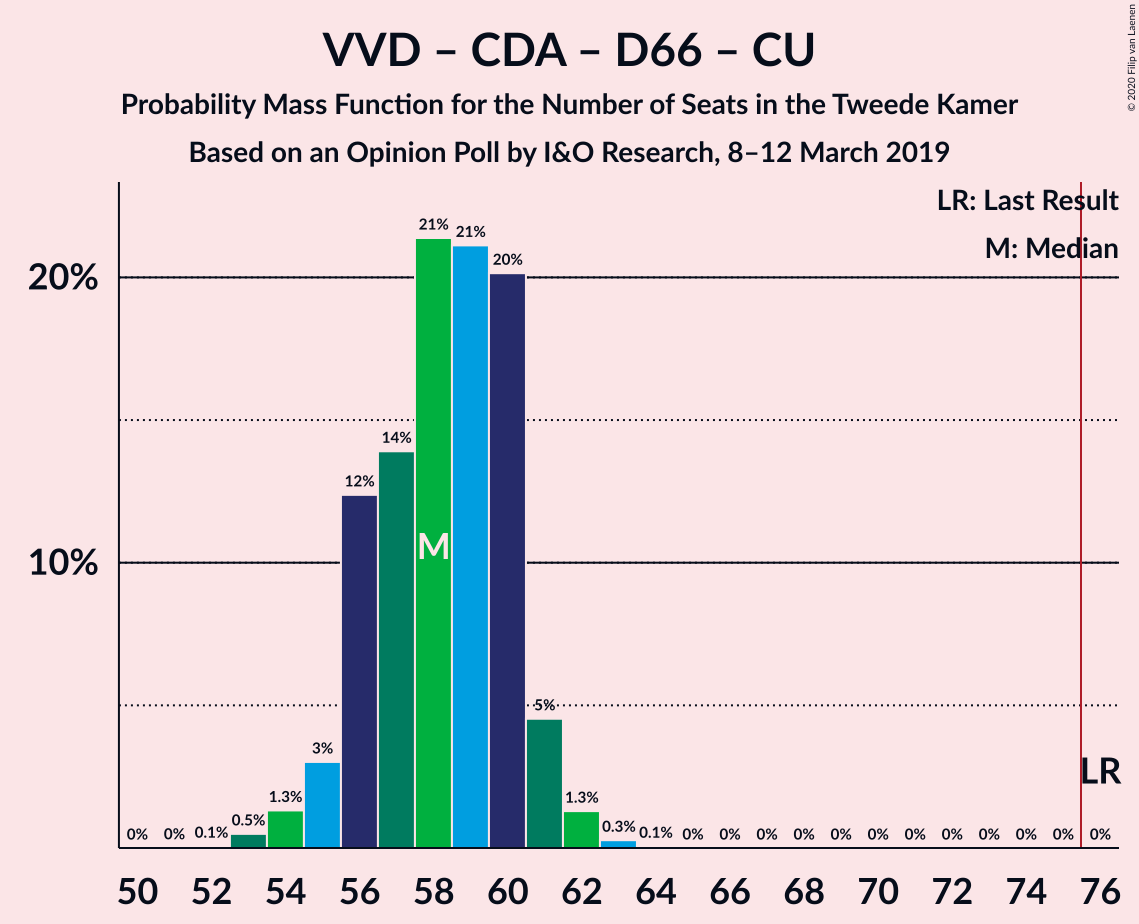 VVD – CDA – D66 – CU
Probability Mass Function for the Number of Seats in the Tweede Kamer
Based on an Opinion Poll by I&O Research, 8–12 March 2019
© 2020 Filip van Laenen
LR: Last Result
M: Median
20%
10%
0% 0% 0.1% 0.5% 1.3% 3% 12% 14% 21% 21% 20% 5% 1.3% 0.3% 0.1% 0% 0% 0% 0% 0% 0% 0% 0% 0% 0% 0% 0%
M
LR
50 52 54 56 58 60 62 64 66 68 70 72 74 76